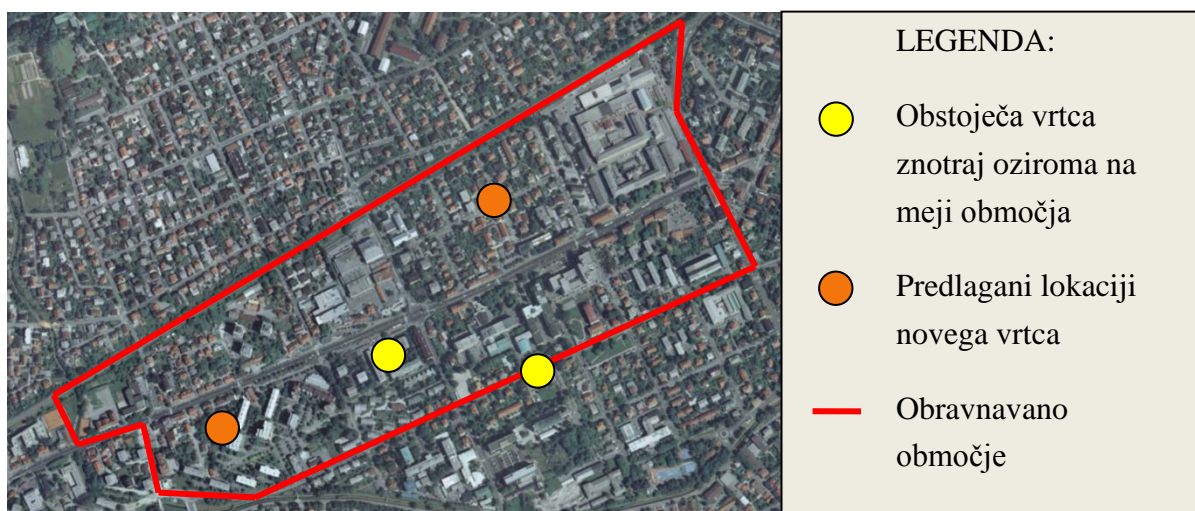 LEGENDA:
Obstoječa vrtca
znotraj oziroma na
meji območja
Predlagani lokaciji
novega vrtca
Obravnavano
območje